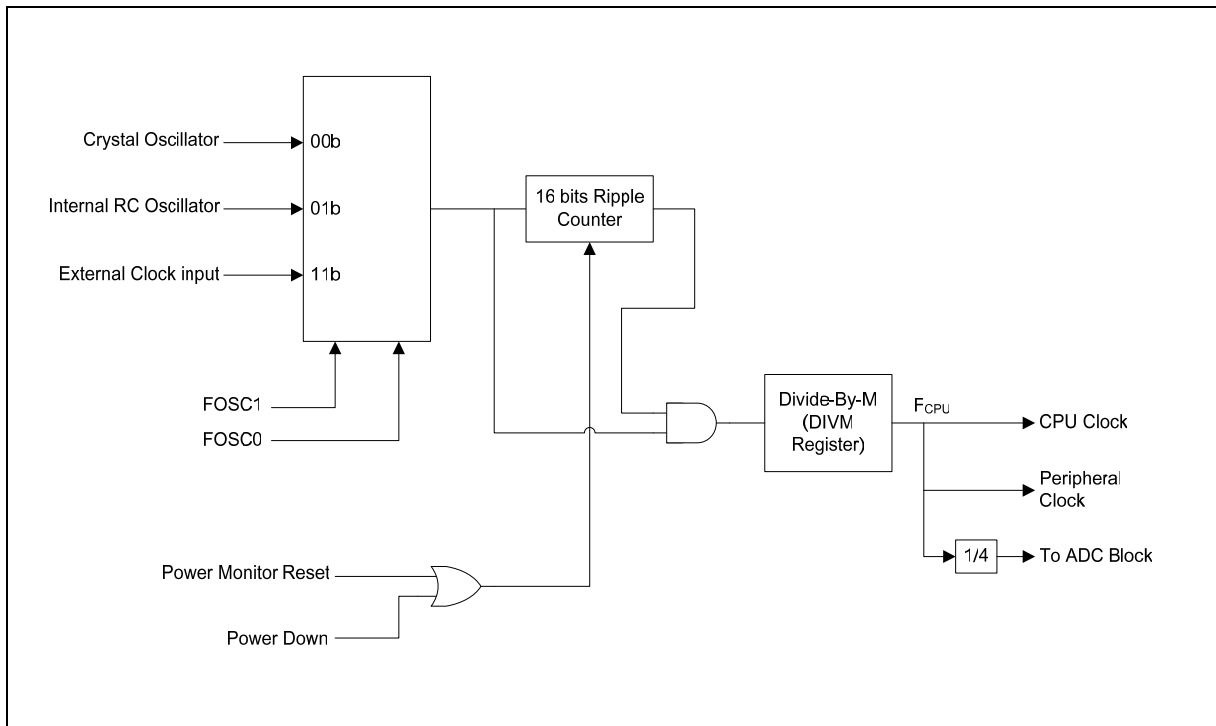 Crystal Oscillator
00b
Internal RC Oscillator
01b
External Clock input
11b
FOSC1
FOSC0
16 bits Ripple
Counter
Power Monitor Reset
Power Down
Divide-By-M
(DIVM
Register)
FCPU
CPU Clock
Peripheral
Clock
1/4
To ADC Block